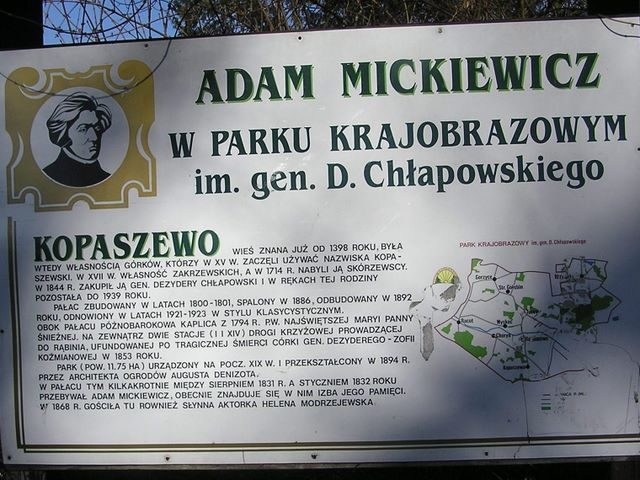 ADAM MICKIEWICZ
W PARKU KRAJOBRAZOWYM
im. gen. D. Chłapowskiego
KOPASZEWO WIEŚ ZNANA JUŻ OD 1398 ROKU, BYŁA
WTEDY WŁASNOŚCIĄ GÓRKÓW, KTÓRZY W XV W. ZACZĘLI UŻYWAĆ NAZWISKA KOPA-
SZEWSKI. W XVII W. WŁASNOŚĆ ZAKRZEWSKICH, A W 1714 R. NABYLI JĄ SKÓRZEWSCY.
W 1844 R. ZAKUPIŁ JĄ GEN. DEZYDERY CHŁAPOWSKI I W RĘKACH TEJ RODZINY
POZOSTAŁA DO 1939 ROKU.
PAŁAC ZBUDOWANY W LATACH 1800-1801, SPALONY W 1886, ODBUDOWANY W 1892
ROKU, ODNOWIONY W LATACH 1921-1923 W STYLU KLASYCYSTYCZNYM.
OBOK PAŁACU PÓŹNOBAROKOWA KAPLICA Z 1794 R. P.W. NAJŚWIĘTSZEJ MARYI PANNY
ŚNIEŻNEJ. NA ZEWNĄTRZ DWIE STACJE (I I XIV) DROGI KRZYŻOWEJ PROWADZĄCEJ
DO RĄBINIA, UFUNDOWANEJ PO TRAGICZNEJ ŚMIERCI CÓRKI GEN. DEZYDEREGO - ZOFII
KOŹMIANOWEJ W 1853 ROKU.
PARK (POW. 11.75 HA) URZĄDZONY NA POCZ. XIX W. I PRZEKSZTAŁCONY W 1894 R.
PRZEZ ARCHITEKTA OGRODÓW AUGUSTA DENIZOTA.
W PAŁACU TYM KILKAKROTNIE MIĘDZY SIERPNIEM 1831 R. A STYCZNIEM 1832 ROKU
PRZEBYWAŁ ADAM MICKIEWICZ, OBECNIE ZNAJDUJE SIĘ W NIM IZBA JEGO PAMIĘCI.
W 1868 R. GOŚCIŁA TU RÓWNIEŻ SŁYNNA AKTORKA HELENA MODRZEJEWSKA.
PARK KRAJOBRAZOWY im. gen. D. Chłapowskiego
Racot
Kopaszewo